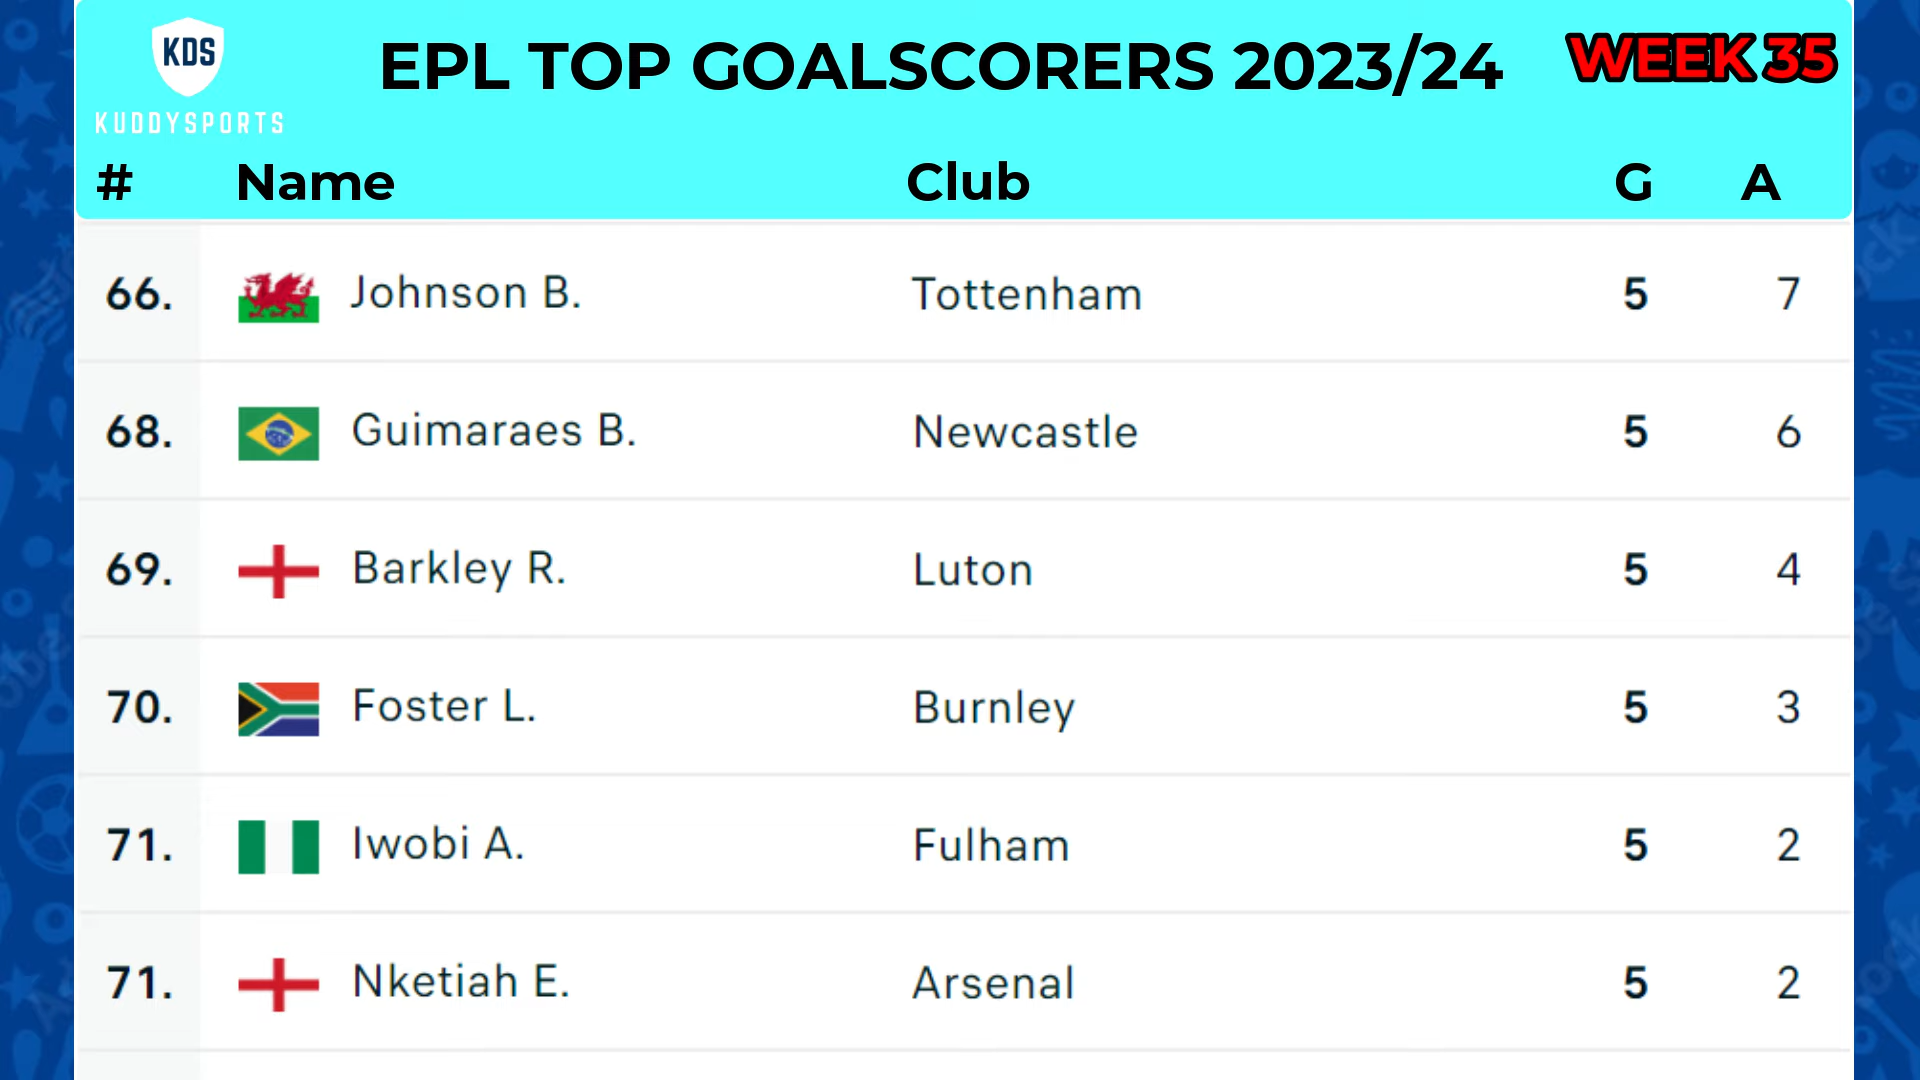 KDS
KUDDYSPORTS
EPL TOP GOALSCORERS 2023/24 WEEK 35
# Name Club G A
66. Johnson B. Tottenham 5 7
68. Guimaraes B. Newcastle 5 6
69. Barkley R. Luton 5 4
70. Foster L. Burnley 5 3
71. Iwobi A. Fulham 5 2
71. Nketiah E. Arsenal 5 2